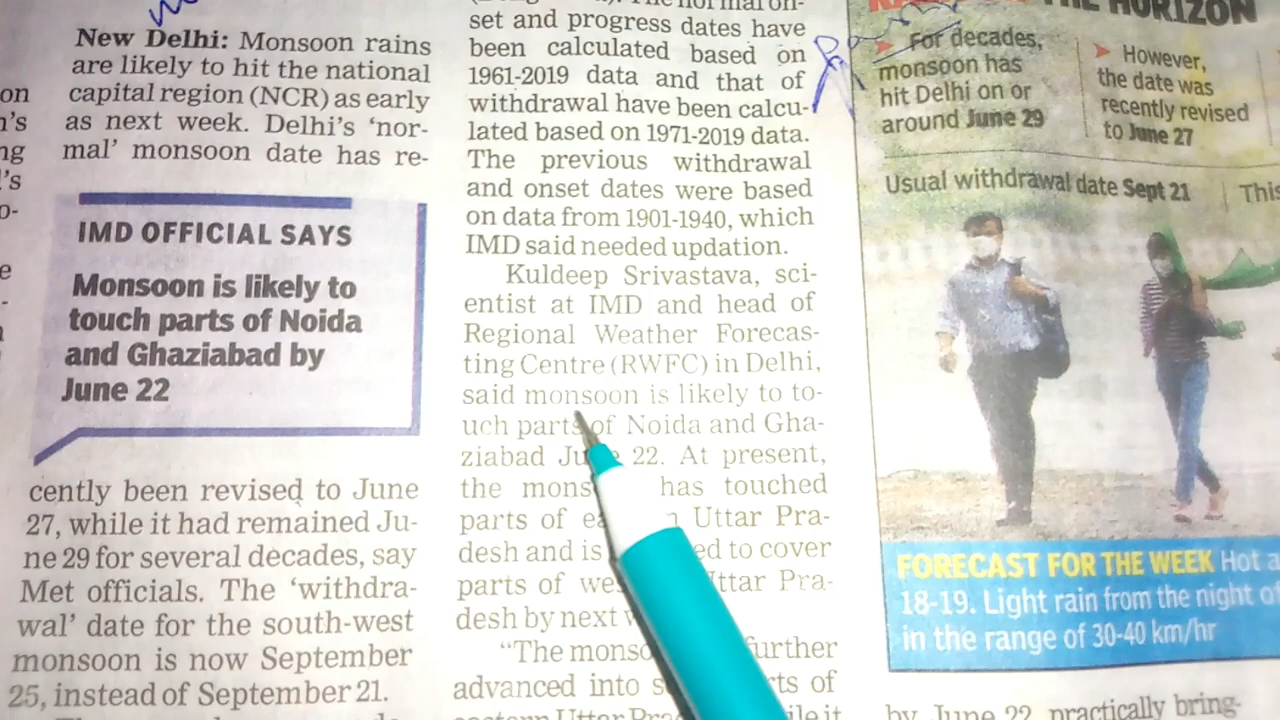 New Delhi: Monsoon rains
are likely to hit the national
capital region (NCR) as early
as next week. Delhi's 'nor-
mal' monsoon date has re-
IMD OFFICIAL SAYS
Monsoon is likely to
touch parts of Noida
and Ghaziabad by
June 22
cently been revised to June
27, while it had remained Ju-
ne 29 for several decades, say
Met officials. The 'withdra-
wal' date for the south-west
monsoon is now September
25, instead of September 21.
set and progress dates have
been calculated based on
1961-2019 data and that of
withdrawal have been calcu-
lated based on 1971-2019 data.
The previous withdrawal
and onset dates were based
on data from 1901-1940, which
IMD said needed updation.
Kuldeep Srivastava, sci-
entist at IMD and head of
Regional Weather Forecas-
ting Centre (RWFC) in Delhi,
said monsoon is likely to to-
uch parts of Noida and Gha-
ziabad 22. At present,
the has touched
parts of Uttar Pra-
desh and is to cover
parts of Uttar Pra-
desh by next
"The
advanced into of
HORIZON
For decades,
monsoon has
hit Delhi on or
around June 29
However,
the date was
recently revised
to June 27
Usual withdrawal date Sept 21
This
FORECAST FOR THE WEEK Hot
18-19. Light rain from the night of
in the range of 30-40 km/hr
by June 22, practically bring-